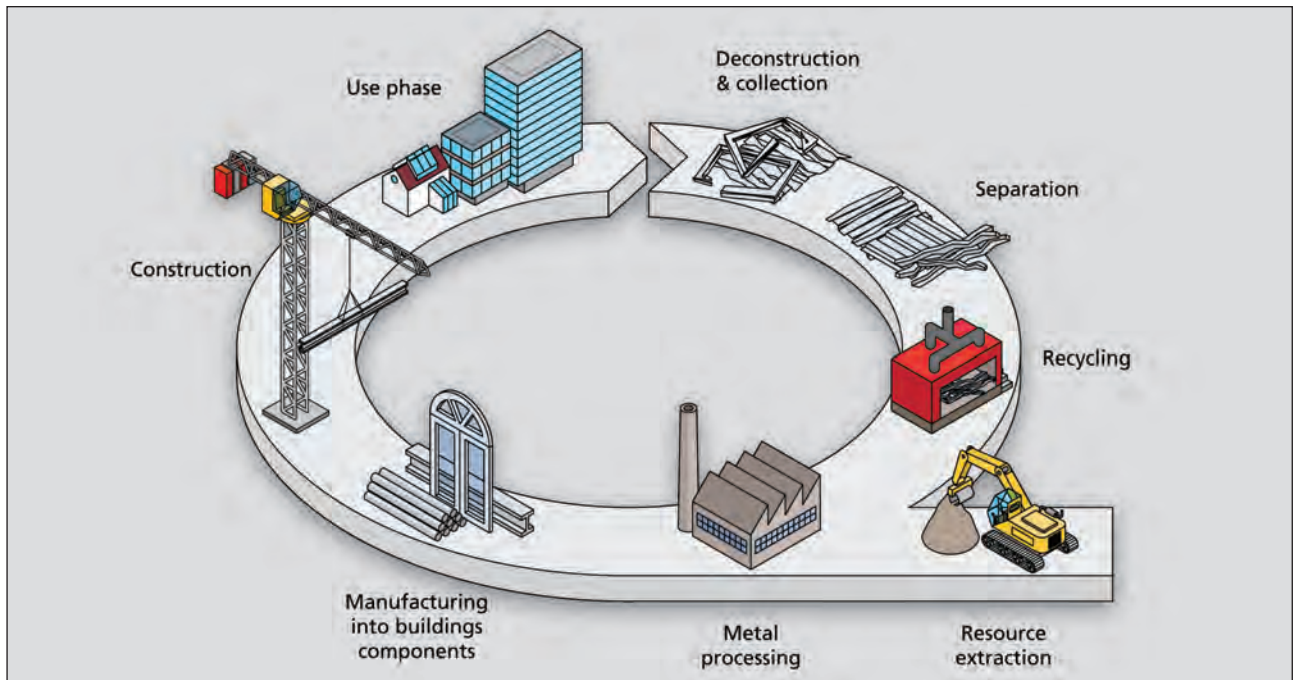 Use phase
Deconstruction
& collection
Separation
Construction
Recycling
Manufacturing
into buildings
components
Metal
processing
Resource
extraction